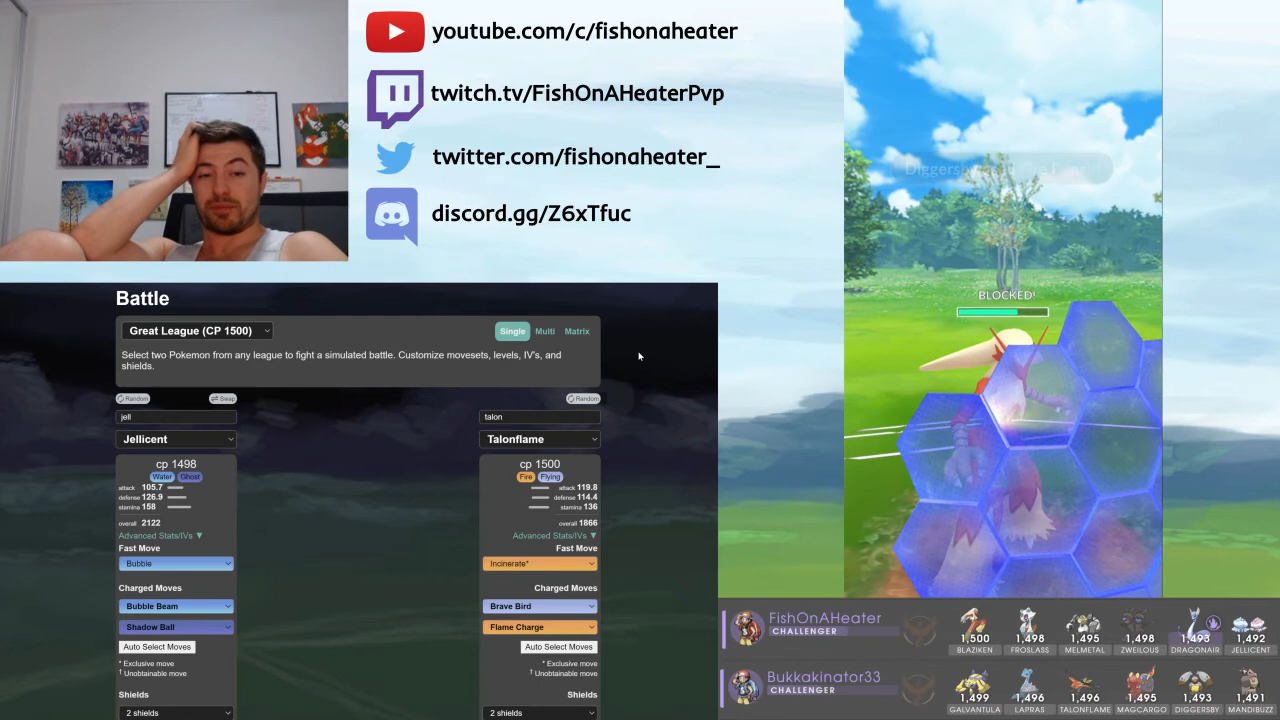 youtube.com/c/fishonaheater
twitch.tv/FishOnAHeaterPvp
twitter.com/fishonaheater_
discord.gg/Z6xTfuc
BLOCKED!
Battle
Great League (CP 1500)
Single Multi Matrix
Select two Pokemon from any league to fight a simulated battle. Customize movesets, levels, IV's, and
shields.
Random Swap Random
jell talon
Jellicent Talonflame
cp 1498 cp 1500
Water Ghost Fire Flying
attack 105.7 attack 119.8
defense 126.9 defense 114.4
stamina 158 stamina 136
overall 2122 overall 1866
Advanced Stats/IVs ▼ Advanced Stats/IVs ▼
Fast Move Fast Move
Bubble Incinerate*
Charged Moves Charged Moves
Bubble Beam Brave Bird
Shadow Ball Flame Charge
Auto Select Moves Auto Select Moves
* Exclusive move * Exclusive move
† Unobtainable move † Unobtainable move
Shields Shields
2 shields 2 shields
FishOnAHeater
CHALLENGER
1,500 1,498 1,495 1,498 1,493 1,492
BLAZIKEN FROSLASS MELMETAL ZWEILOUS DRAGONAIR JELLICENT
Bukkakinator33
CHALLENGER
1,499 1,496 1,496 1,495 1,493 1,491
GALVANTULA LAPRAS TALONFLAME MAGCARGO DIGGERSBY MANDIBUZZ